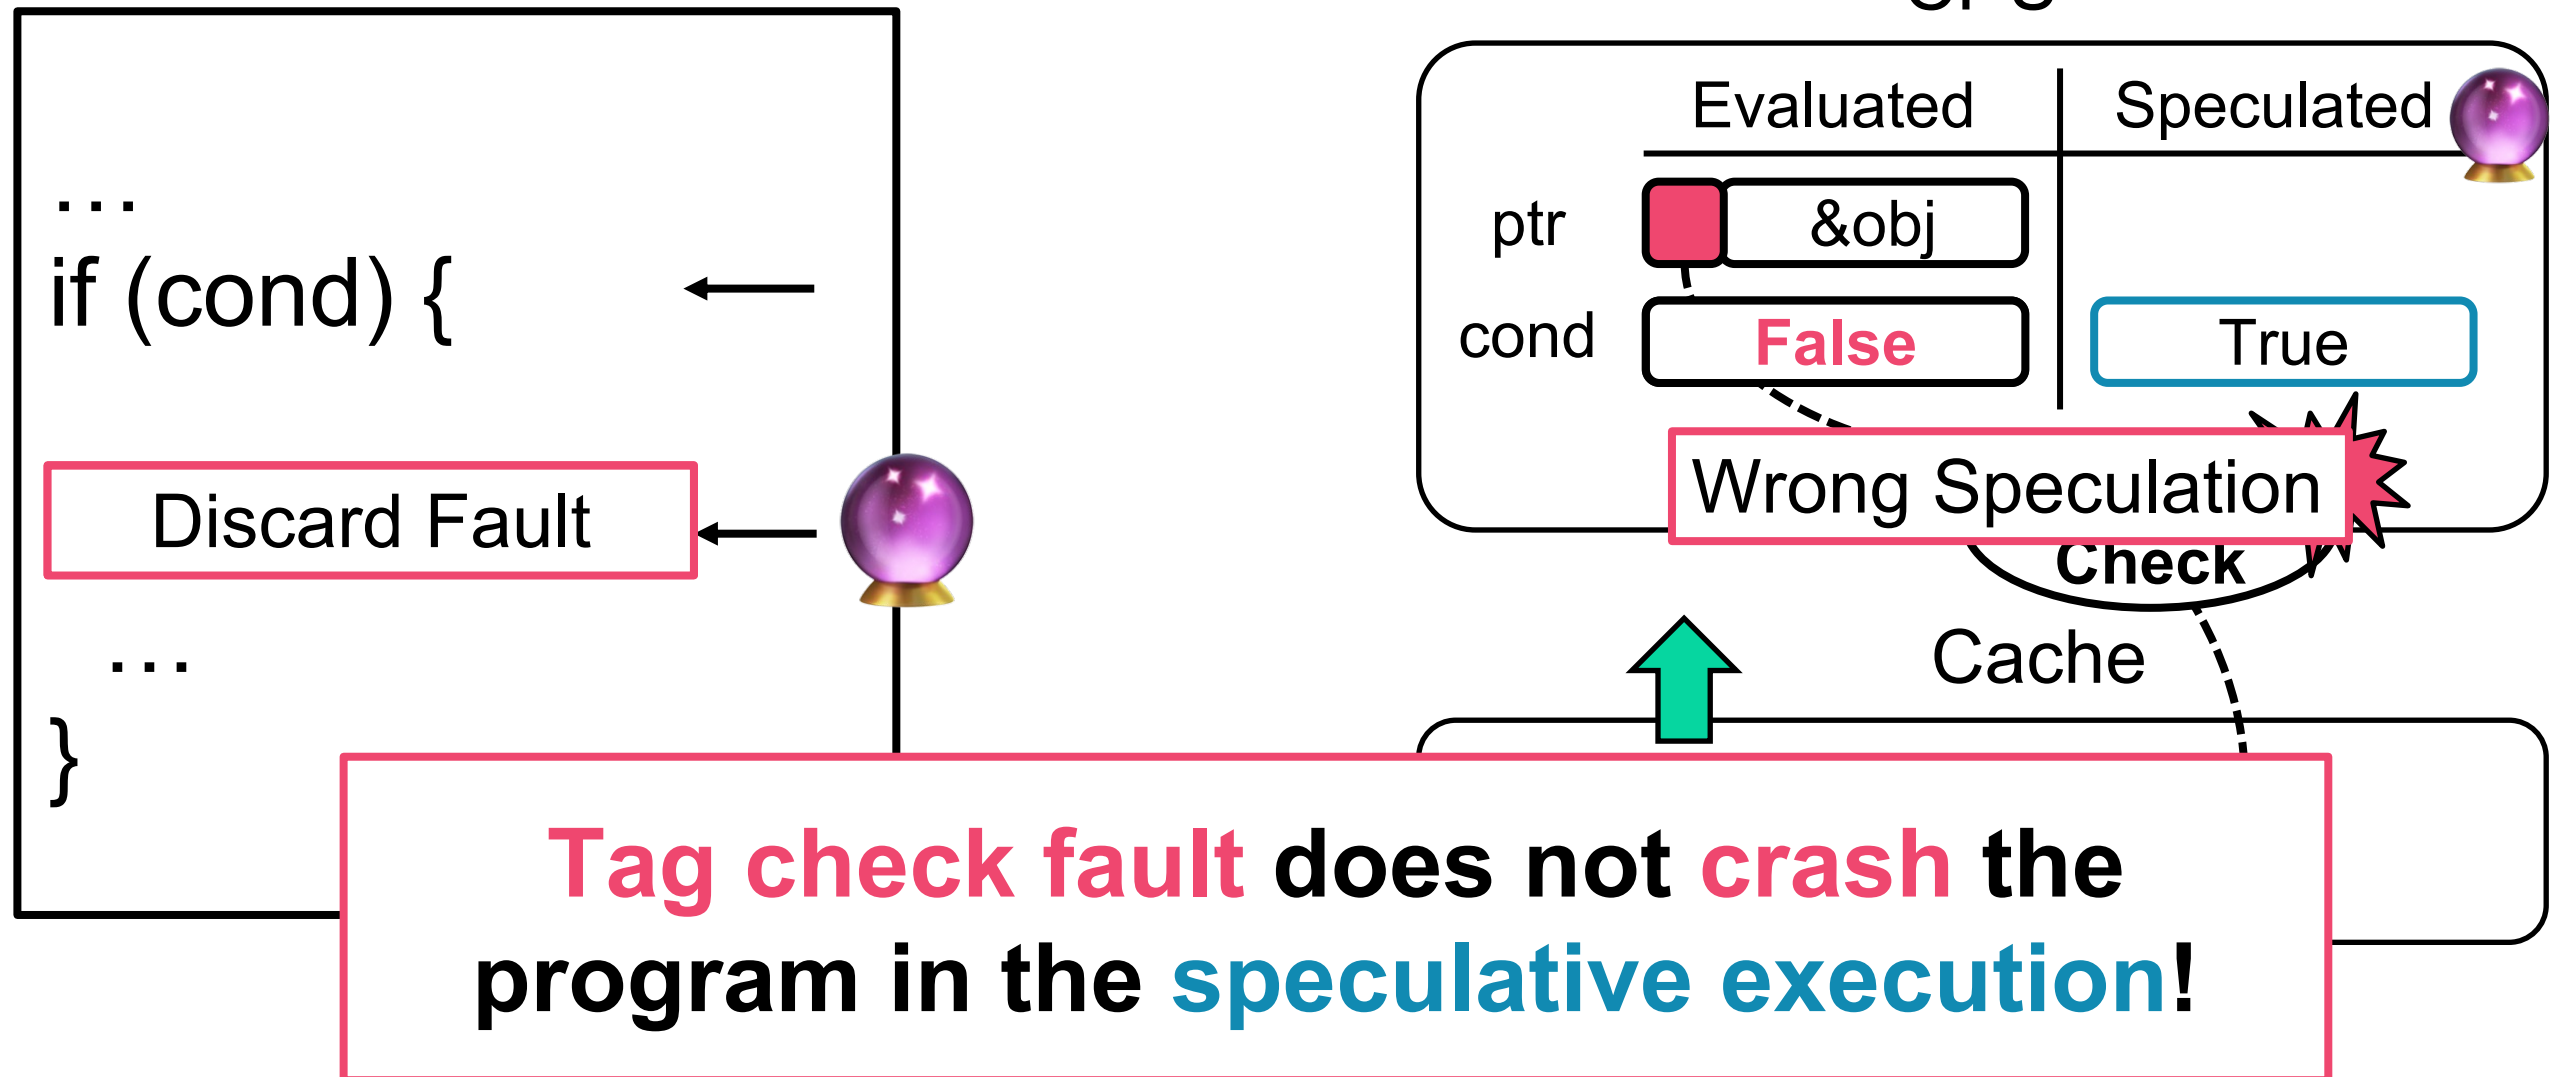 …
if (cond) {
Discard Fault
…
}
Evaluated
Speculated
ptr
&obj
cond
False
True
Wrong Speculation
Check
Cache
Tag check fault does not crash the
program in the speculative execution!